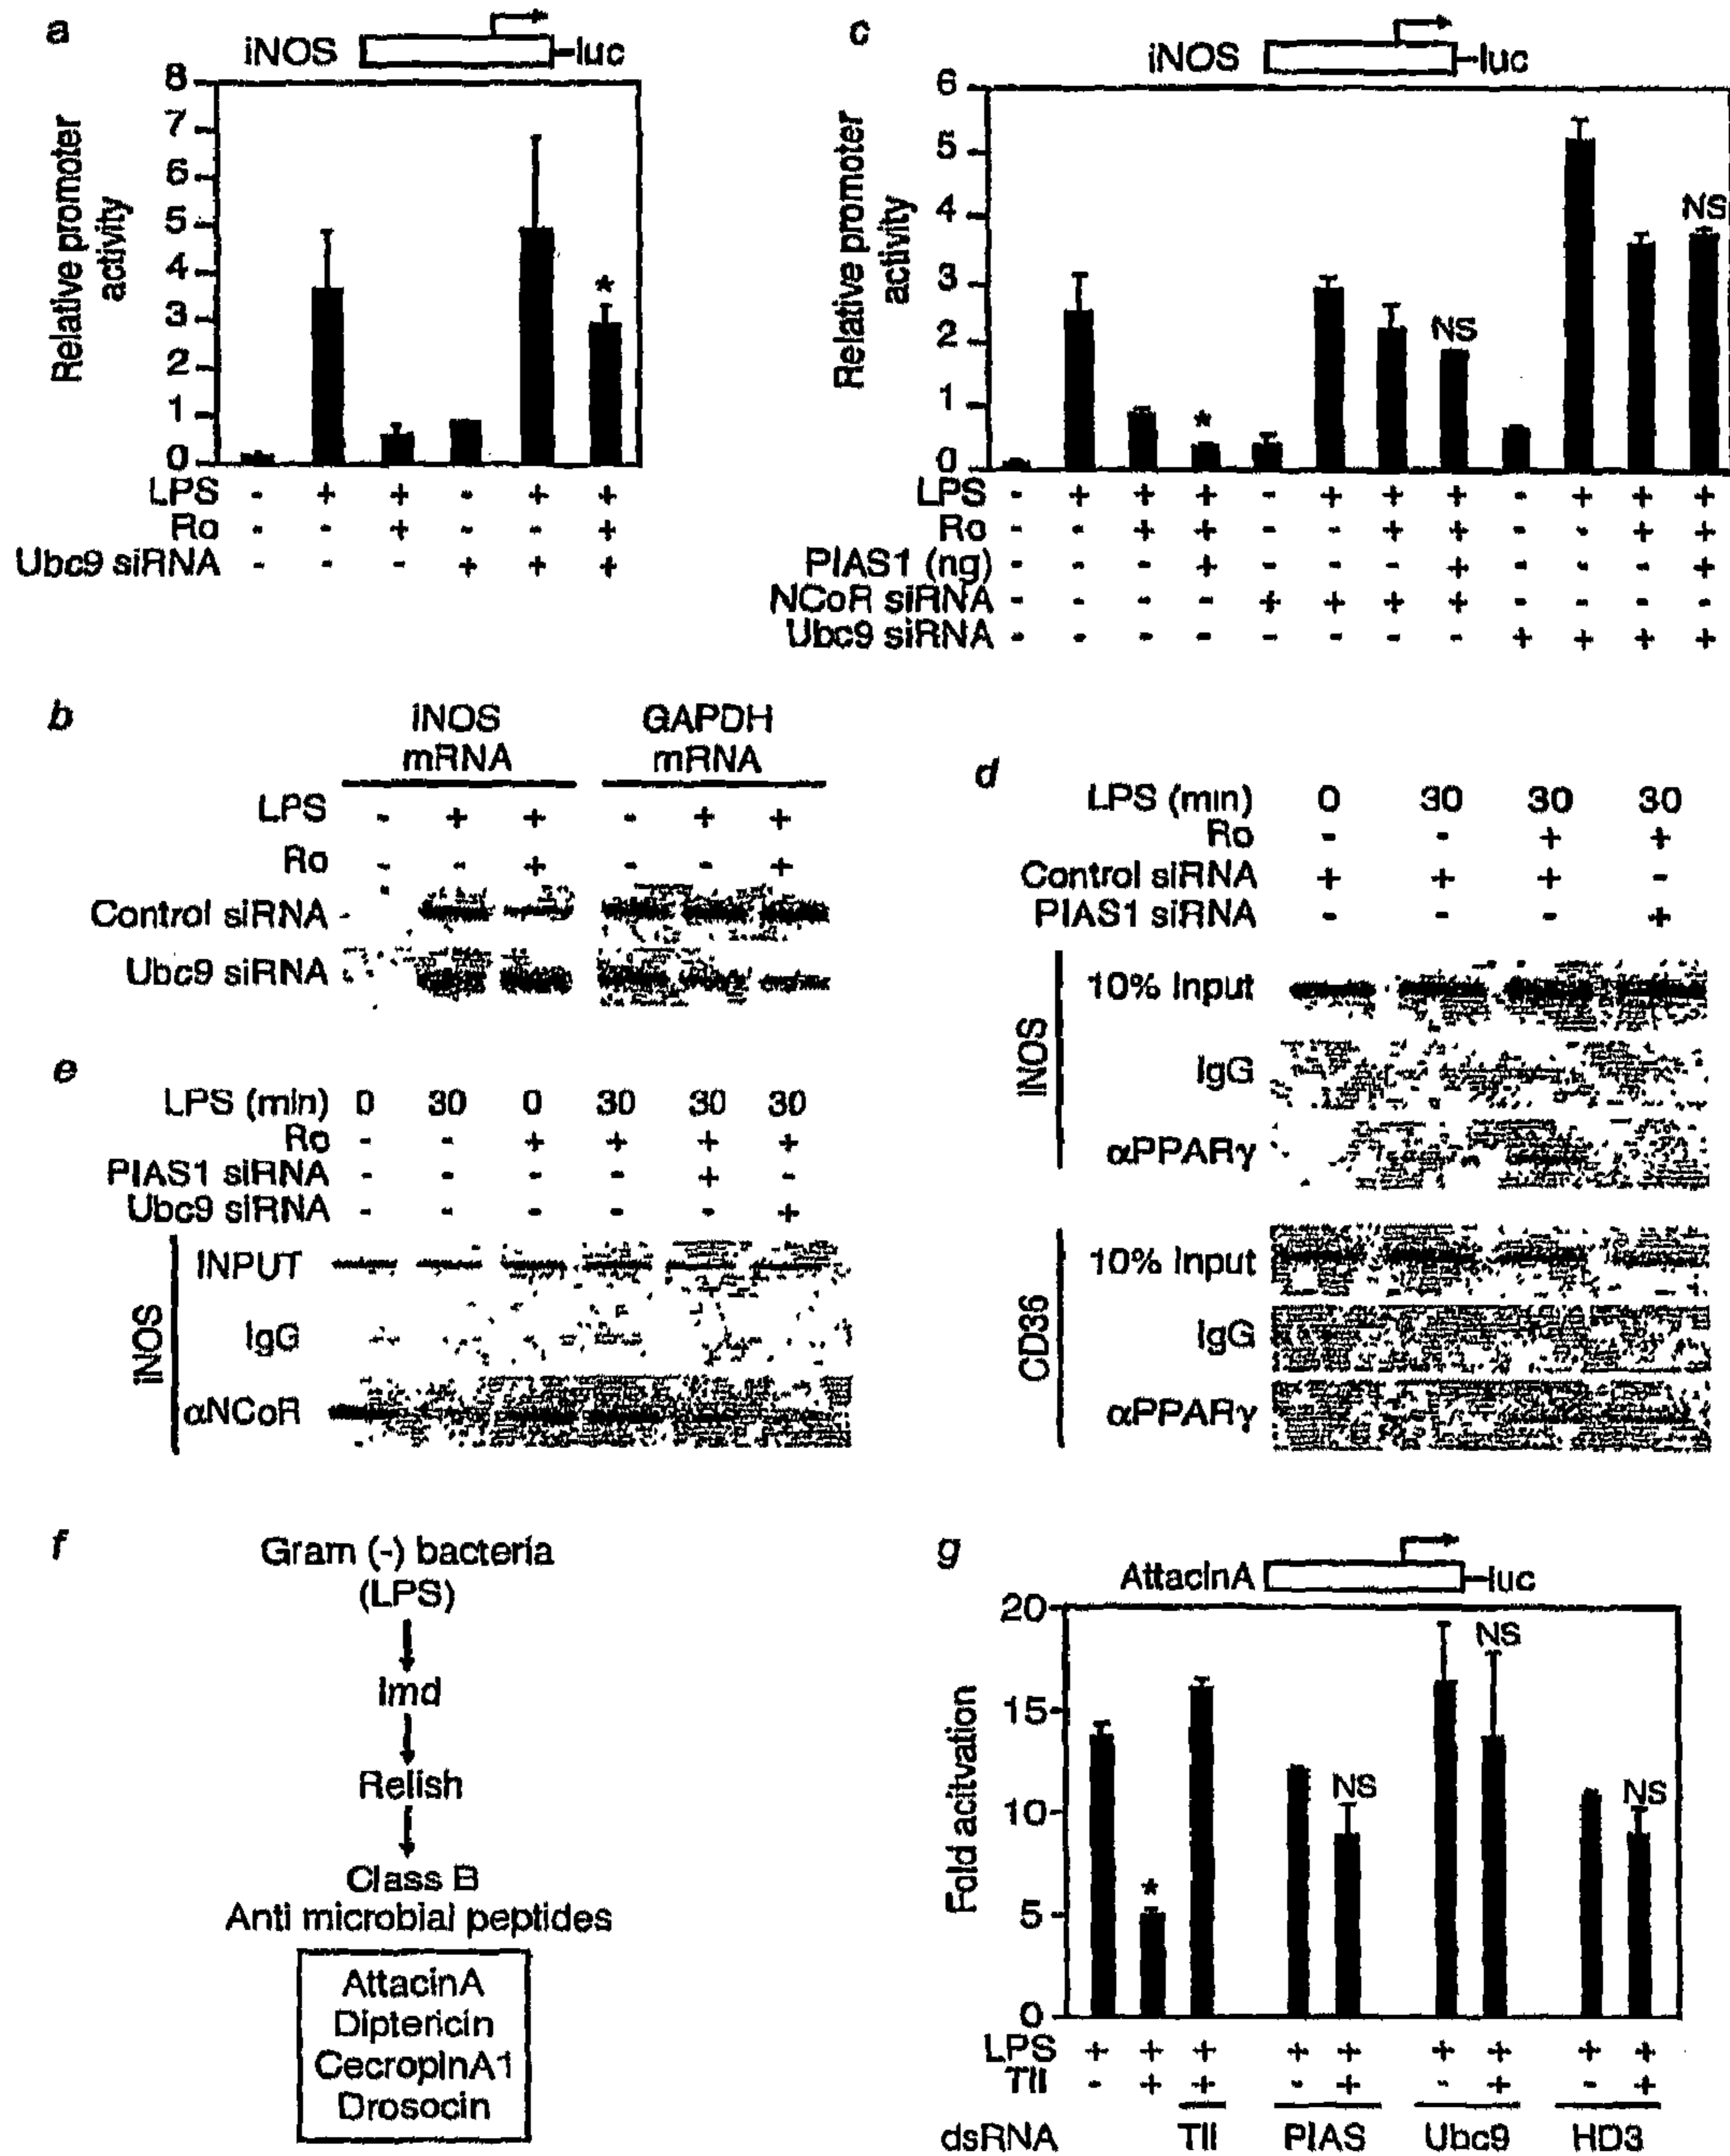 a
iNOS
luc
Relative promoter
activity
8
7
6
5
4
3
2
1
0
*
LPS - + + - + +
Ro - - + - - +
Ubc9 siRNA - - - + + +
c
iNOS
luc
Relative promoter
activity
6
5
4
3
2
1
0
*
NS
NS
LPS - + + + - + + + - + + +
Ro - - + + - - + + - - + +
PIAS1 (ng) - - - + - - - + - - - +
NCoR siRNA - - - - + + + + - - - -
Ubc9 siRNA - - - - - - - - + + + +
b
iNOS GAPDH
mRNA mRNA
LPS - + + - + +
Ro - - + - - +
Control siRNA
Ubc9 siRNA
d
LPS (min) 0 30 30 30
Ro - - + +
Control siRNA + + + -
PIAS1 siRNA - - - +
iNOS
10% Input
IgG
αPPARγ
CD36
10% Input
IgG
αPPARγ
e
LPS (min) 0 30 0 30 30 30
Ro - - + + + +
PIAS1 siRNA - - - - + -
Ubc9 siRNA - - - - - +
iNOS
INPUT
IgG
αNCoR
f
Gram (-) bacteria
(LPS)
Imd
Relish
Class B
Anti microbial peptides
AttacinA
Diptericin
CecropinA1
Drosocin
g
AttacinA
luc
Fold acitvation
20
15
10
5
0
*
NS
NS
NS
LPS + + + + + + + + +
Tll - + + - + - + - +
dsRNA Tll PIAS Ubc9 HD3